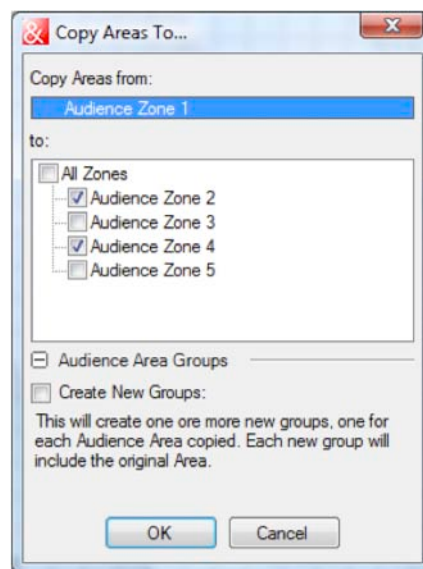 & Copy Areas To...
Copy Areas from:
Audience Zone 1
to:
All Zones
Audience Zone 2
Audience Zone 3
Audience Zone 4
Audience Zone 5
Audience Area Groups
Create New Groups:
This will create one ore more new groups, one for
each Audience Area copied. Each new group will
include the original Area.
OK Cancel